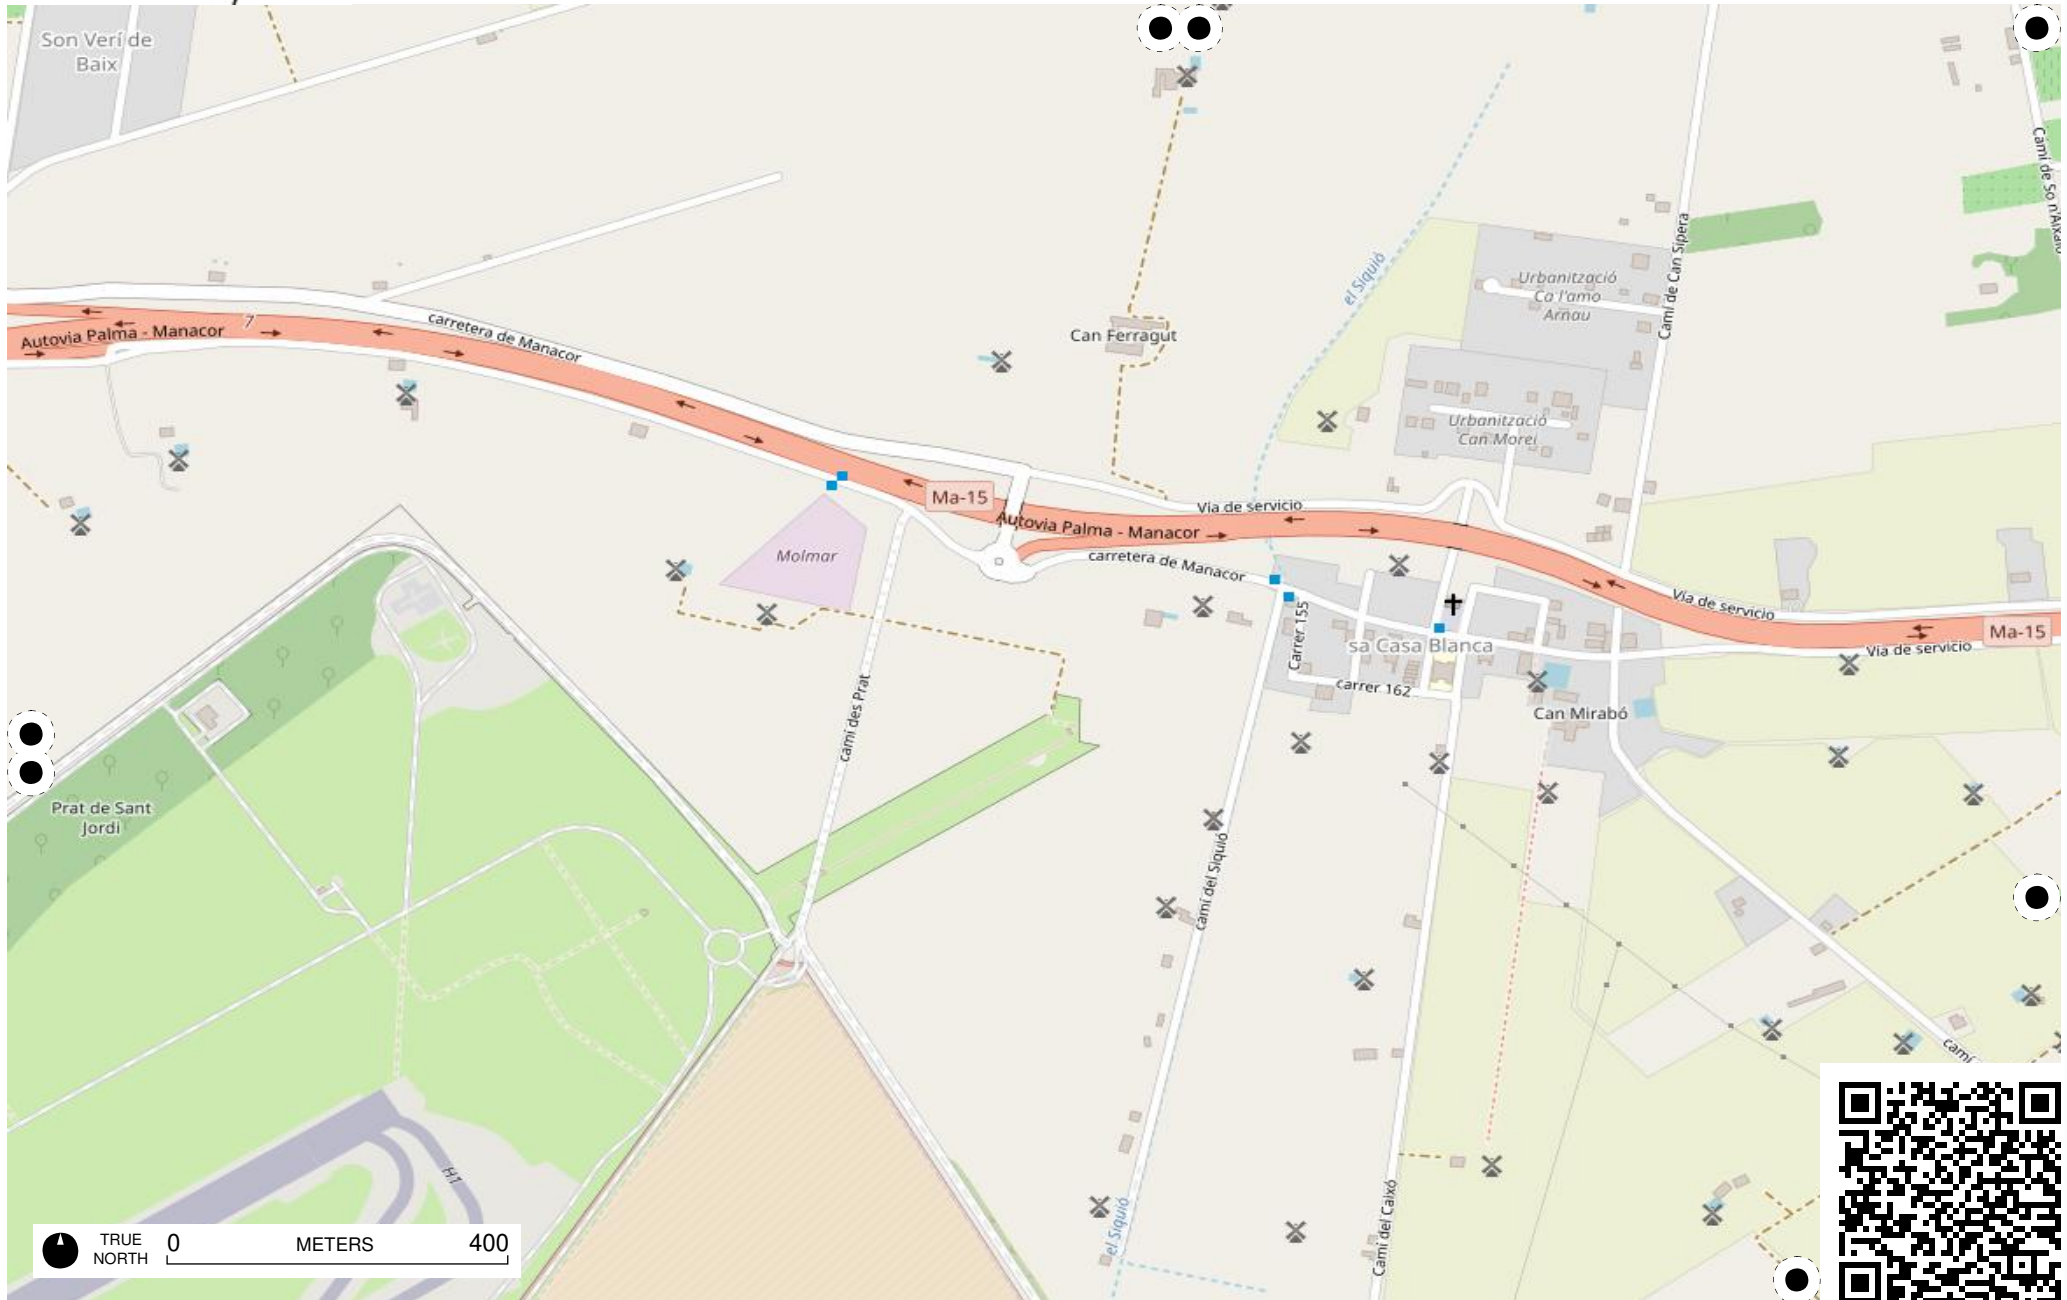 Son Verí de
Baix
Camí de So n'Aixaló
Camí de Can Sipera
el Siquió
Urbanització
Ca l'amo
Arnau
7
carretera de Manacor
Autovia Palma - Manacor
Can Ferragut
Urbanització
Can Morei
Ma-15
Via de servicio
Autovia Palma - Manacor
Molmar
carretera de Manacor
Via de servicio
Carrer 155
sa Casa Blanca
Ma-15
Via de servicio
carrer 162
camí des Prat
Can Mirabó
Prat de Sant
Jordi
camí del Siquió
camí
H1
el Siquió
Camí del Caixó
TRUE
NORTH
0 METERS 400